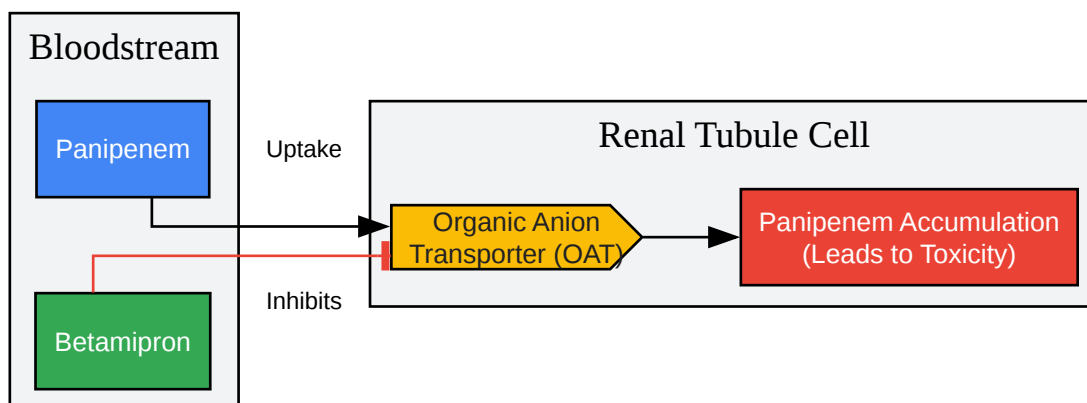 Bloodstream
Panipenem
Uptake
Renal Tubule Cell
Organic Anion
Transporter (OAT)
Panipenem Accumulation
(Leads to Toxicity)
Inhibits
Betamipron